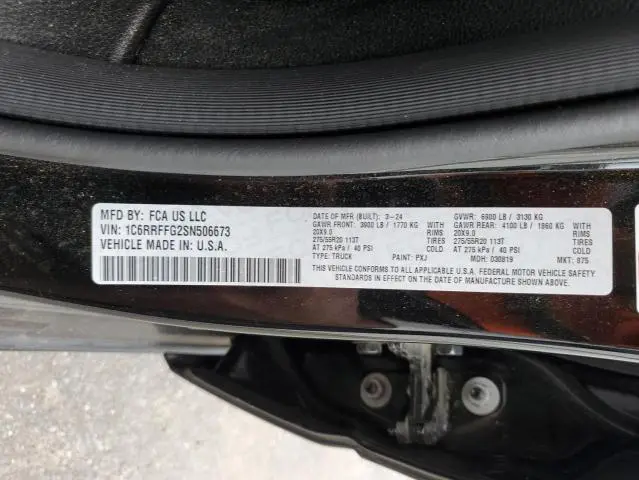 MFD BY: FCA US LLC
VIN: 1C6RRFFG2SN506673
VEHICLE MADE IN U.S.A.
DATE OF MFR (BUILT): 3-24 GVWR: 6900 LB / 3130 KG
GAWR FRONT: 3900 LB / 1770 KG WITH GAWR REAR: 4100 LB / 1860 KG WITH
20X9.0 RIMS 20X9.0 RIMS
275/55R20 113T TIRES 275/55R20 113T TIRES
AT 275 kPa / 40 PSI COLD AT 275 kPa / 40 PSI COLD
TYPE: TRUCK PAINT: PXJ MDH: 030819 MKT: 875
THIS VEHICLE CONFORMS TO ALL APPLICABLE U.S.A. FEDERAL MOTOR VEHICLE SAFETY
STANDARDS IN EFFECT ON THE DATE OF MANUFACTURE SHOWN ABOVE.